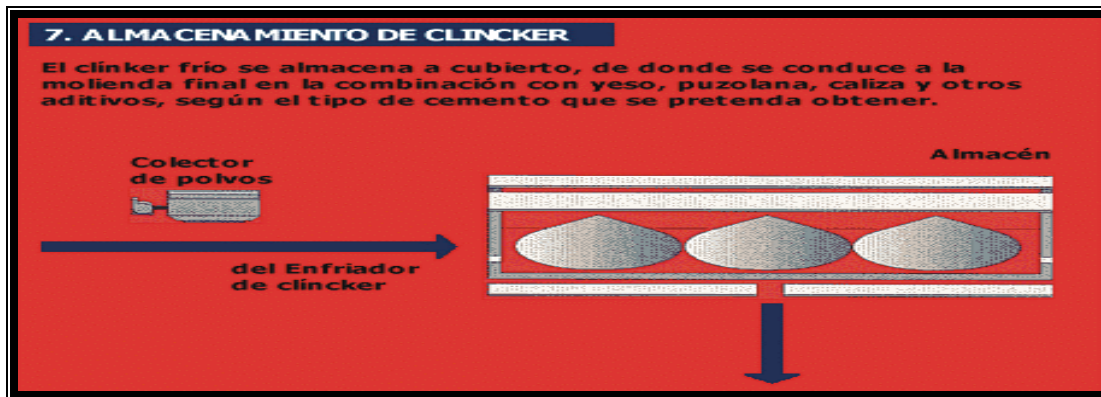 7. ALMACENAMIENTO DE CLINCKER
El clínker frío se almacena a cubierto, de donde se conduce a la
molienda final en la combinación con yeso, puzolana, caliza y otros
aditivos, según el tipo de cemento que se pretenda obtener.
Colector
de polvos
Almacén
del Enfriador
de clíncker